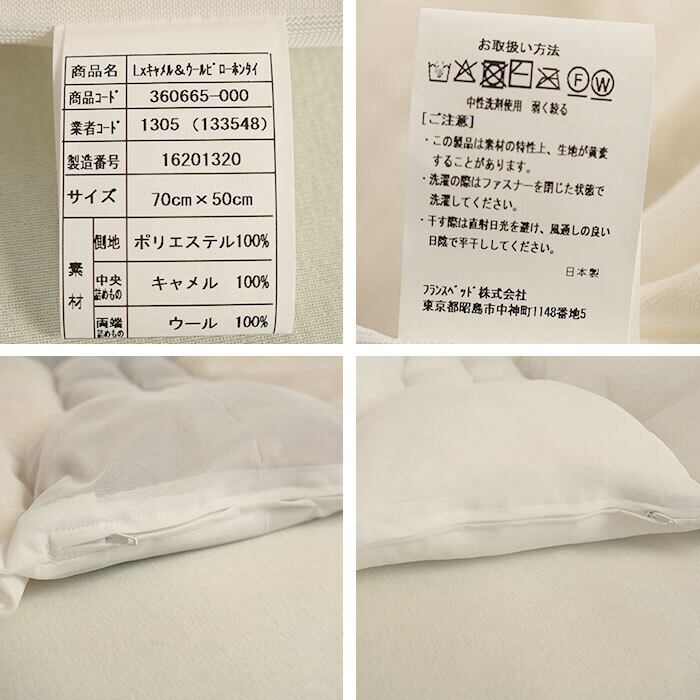 商品名 Lxキャメル&ウールピローホンタイ
商品コード 360665-000
業者コード 1305 (133548)
製造番号 16201320
サイズ 70cm×50cm
素材
側地 ポリエステル100%
中央詰めもの キャメル 100%
両端 ウール 100%
お取扱い方法
F W
中性洗剤使用 弱く絞る
[ご注意]
・この製品は素材の特性上、生地が黄変
することがあります。
・洗濯の際はファスナーを閉じた状態で
洗濯してください。
・干す際は直射日光を避け、風通しの良い
日陰で平干ししてください。
日本製
フランスベッド株式会社
東京都昭島市中神町1148番地5